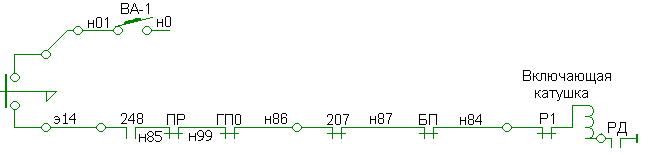 ВА-1
н01
н0
Включающая
катушка
э14
248
н85
ПР
н99
ГП0
н86
207
н87
БП
н84
Р1
РД